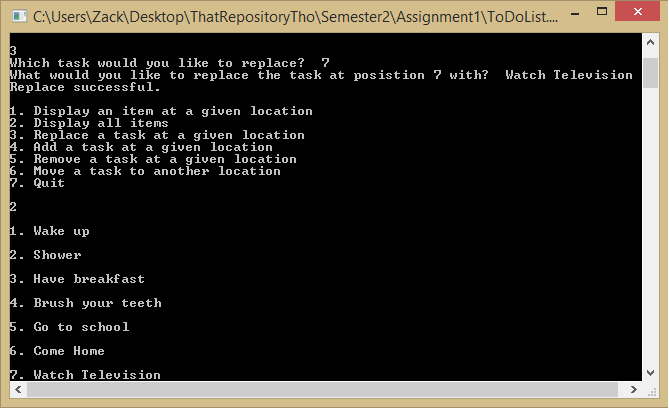 C:\Users\Zack\Desktop\ThatRepositoryTho\Semester2\Assignment1\ToDoList....
3
Which task would you like to replace?  7
What would you like to replace the task at posistion 7 with?  Watch Television
Replace successful.
1. Display an item at a given location
2. Display all items
3. Replace a task at a given location
4. Add a task at a given location
5. Remove a task at a given location
6. Move a task to another location
7. Quit
2
1. Wake up
2. Shower
3. Have breakfast
4. Brush your teeth
5. Go to school
6. Come Home
7. Watch Television